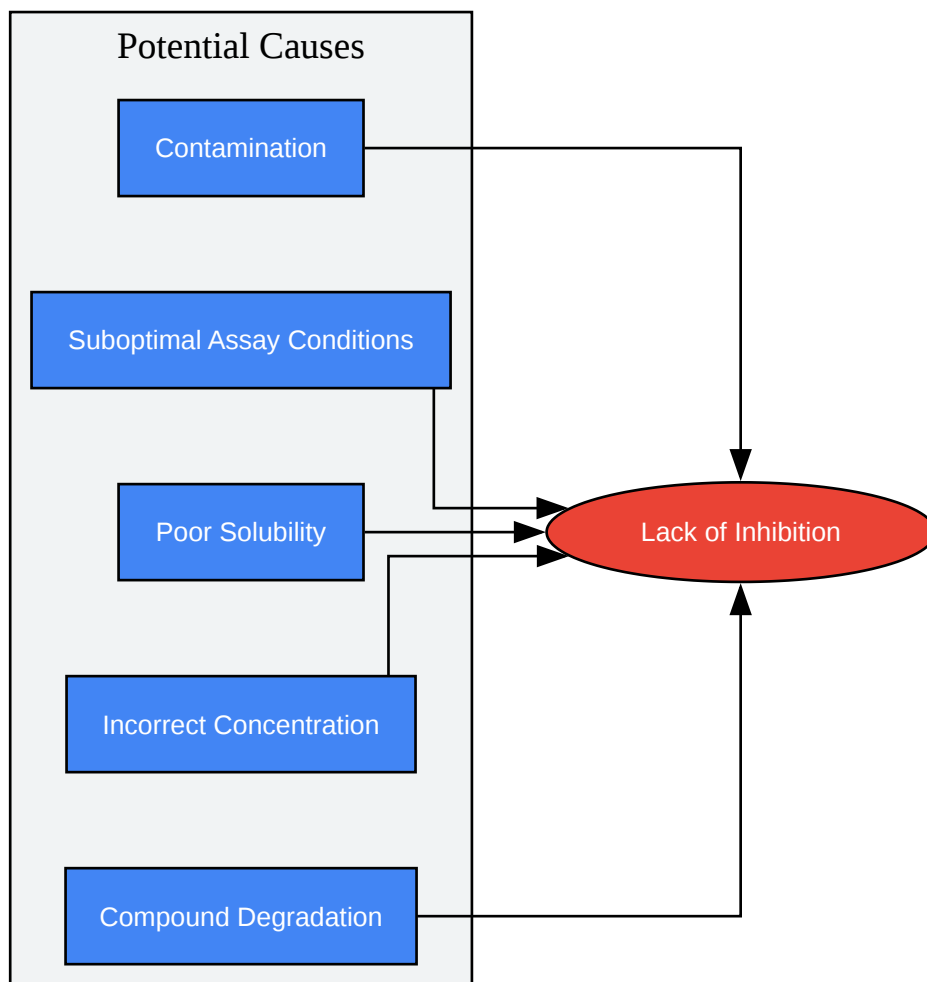 Potential Causes
Contamination
Suboptimal Assay Conditions
Poor Solubility
Lack of Inhibition
Incorrect Concentration
Compound Degradation